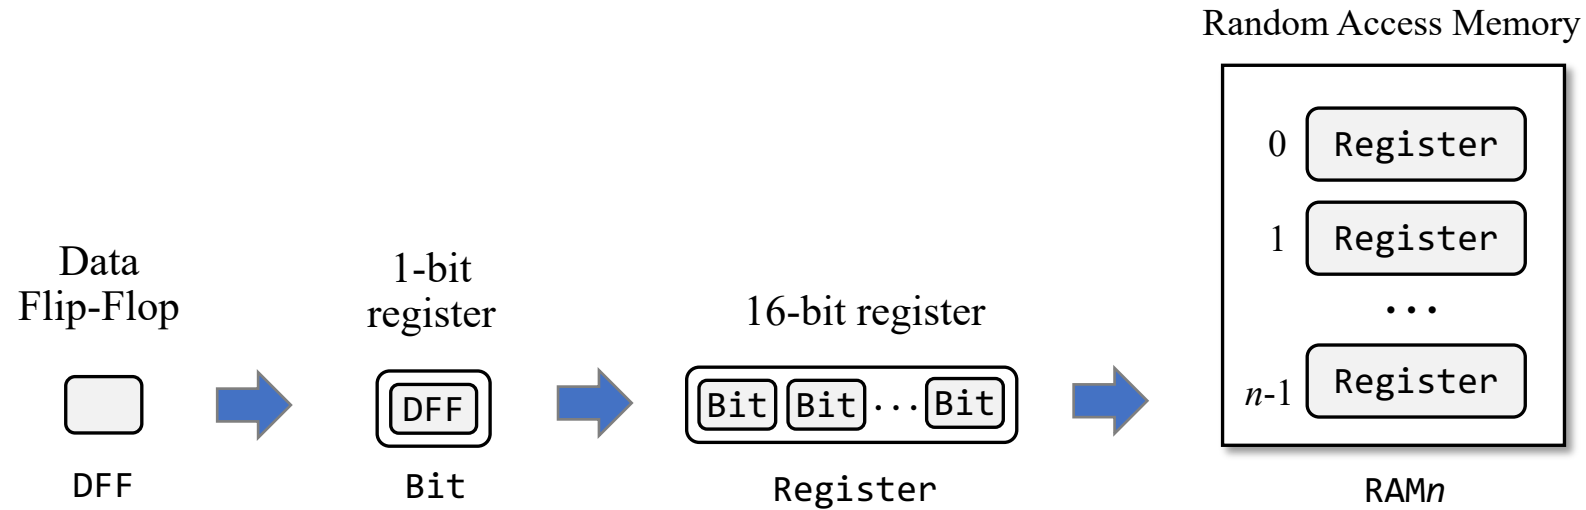 Data
Flip-Flop
DFF
1-bit
register
DFF
Bit
16-bit register
Bit Bit ··· Bit
Register
Random Access Memory
0 Register
1 Register
···
n-1 Register
RAMn